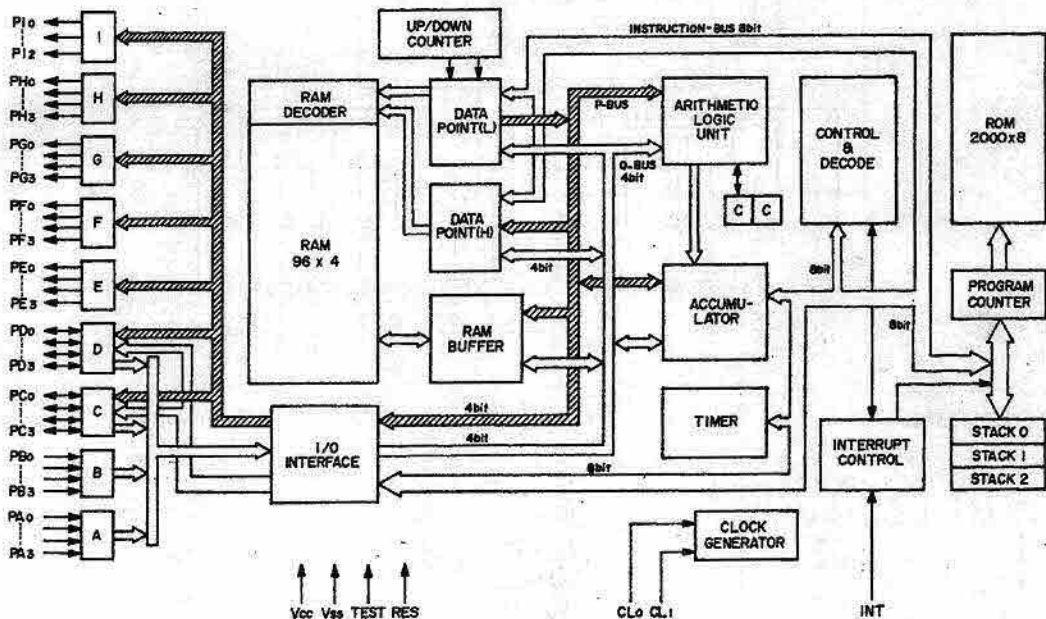 PI0
PI2
I
PH0
PH3
H
PG0
PG3
G
PF0
PF3
F
PE0
PE3
E
PD0
PD3
D
PC0
PC3
C
PB0
PB3
B
PA0
PA3
A
UP/DOWN
COUNTER
RAM
DECODER
RAM
96 x 4
DATA
POINT(L)
DATA
POINT(H)
4bit
RAM
BUFFER
4bit
4bit
8bit
I/O
INTERFACE
INSTRUCTION-BUS 8bit
P-BUS
O-BUS
4bit
ARITHMETIC
LOGIC
UNIT
C C
ACCUMU-
LATOR
TIMER
CONTROL
&
DECODE
8bit
8bit
ROM
2000x8
PROGRAM
COUNTER
INTERRUPT
CONTROL
STACK 0
STACK 1
STACK 2
CLOCK
GENERATOR
Vcc Vss TEST RES
CL0 CL1
INT